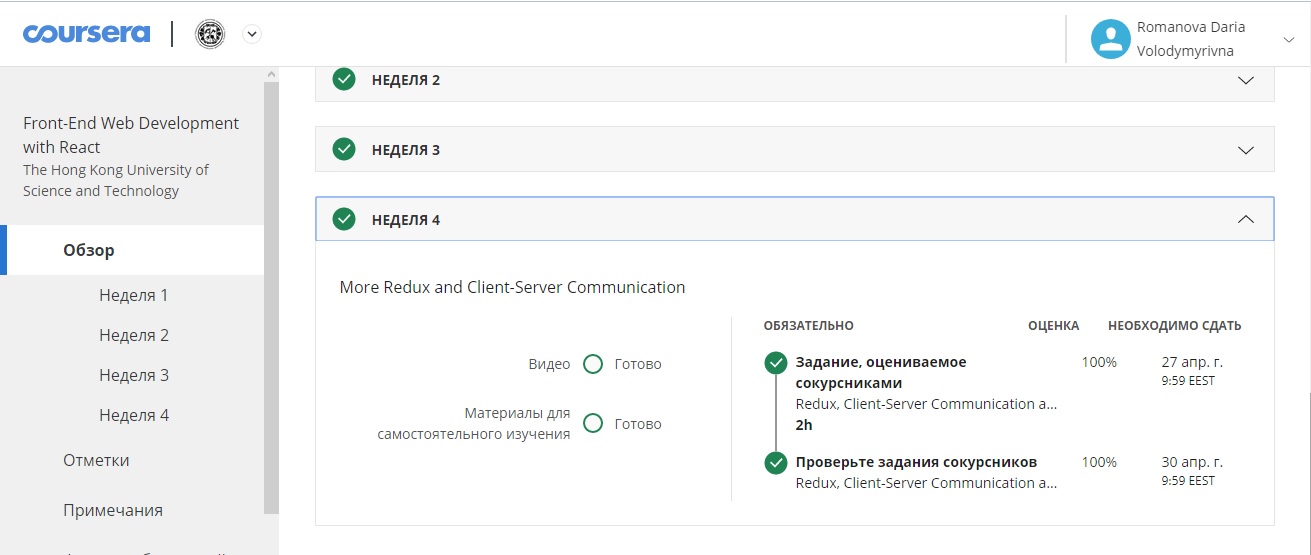 coursera
Romanova Daria
Volodymyrivna
Front-End Web Development
with React
The Hong Kong University of
Science and Technology
Обзор
Неделя 1
Неделя 2
Неделя 3
Неделя 4
Отметки
Примечания
НЕДЕЛЯ 2
НЕДЕЛЯ 3
НЕДЕЛЯ 4
More Redux and Client-Server Communication
Видео Готово
Материалы для
самостоятельного изучения Готово
ОБЯЗАТЕЛЬНО ОЦЕНКА НЕОБХОДИМО СДАТЬ
Задание, оцениваемое 100% 27 апр. г.
сокурсниками 9:59 EEST
Redux, Client-Server Communication a...
2h
Проверьте задания сокурсников 100% 30 апр. г.
Redux, Client-Server Communication a... 9:59 EEST